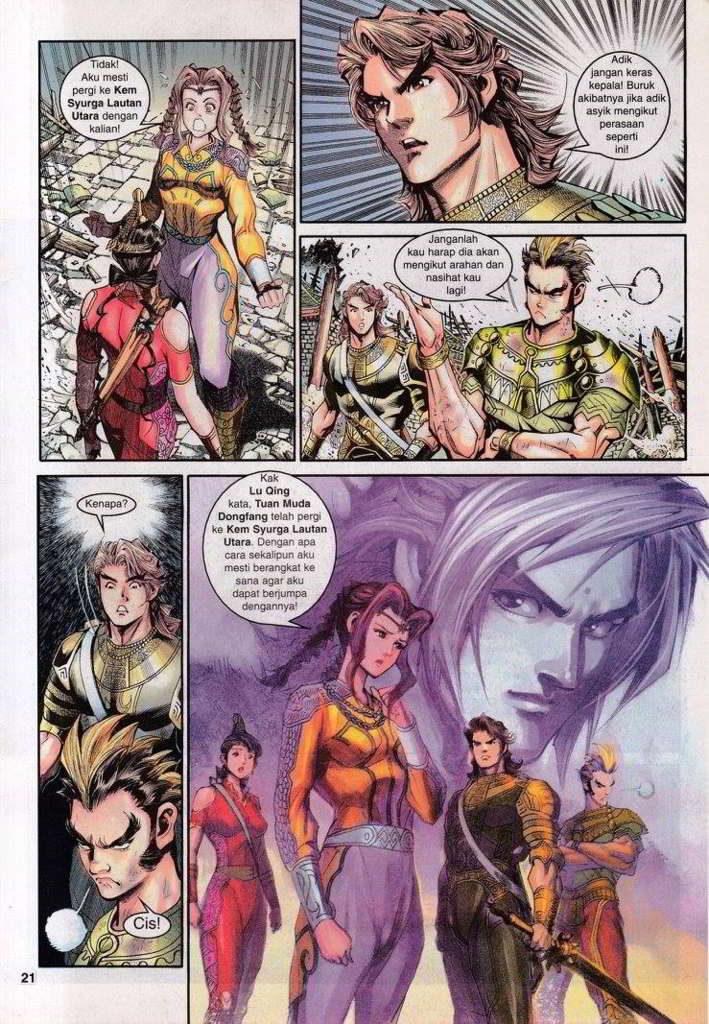 Tidak!
Aku mesti
pergi ke Kem
Syurga Lautan
Utara dengan
kalian!
Adik
jangan keras
kepala! Buruk
akibatnya jika adik
asyik mengikut
perasaan
seperti
ini!
Janganlah
kau harap dia akan
mengikut arahan dan
nasihat kau
lagi!
Kenapa?
Cis!
Kak
Lu Qing
kata, Tuan Muda
Dongfang telah pergi
ke Kem Syurga Lautan
Utara. Dengan apa
cara sekalipun aku
mesti berangkat ke
sana agar aku
dapat berjumpa
dengannya!
21